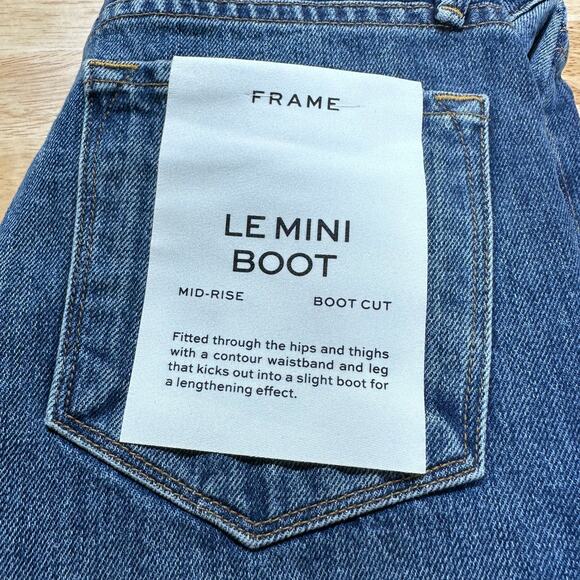 FRAME
LE MINI
BOOT
MID-RISE BOOT CUT
Fitted through the hips and thighs
with a contour waistband and leg
that kicks out into a slight boot for
a lengthening effect.